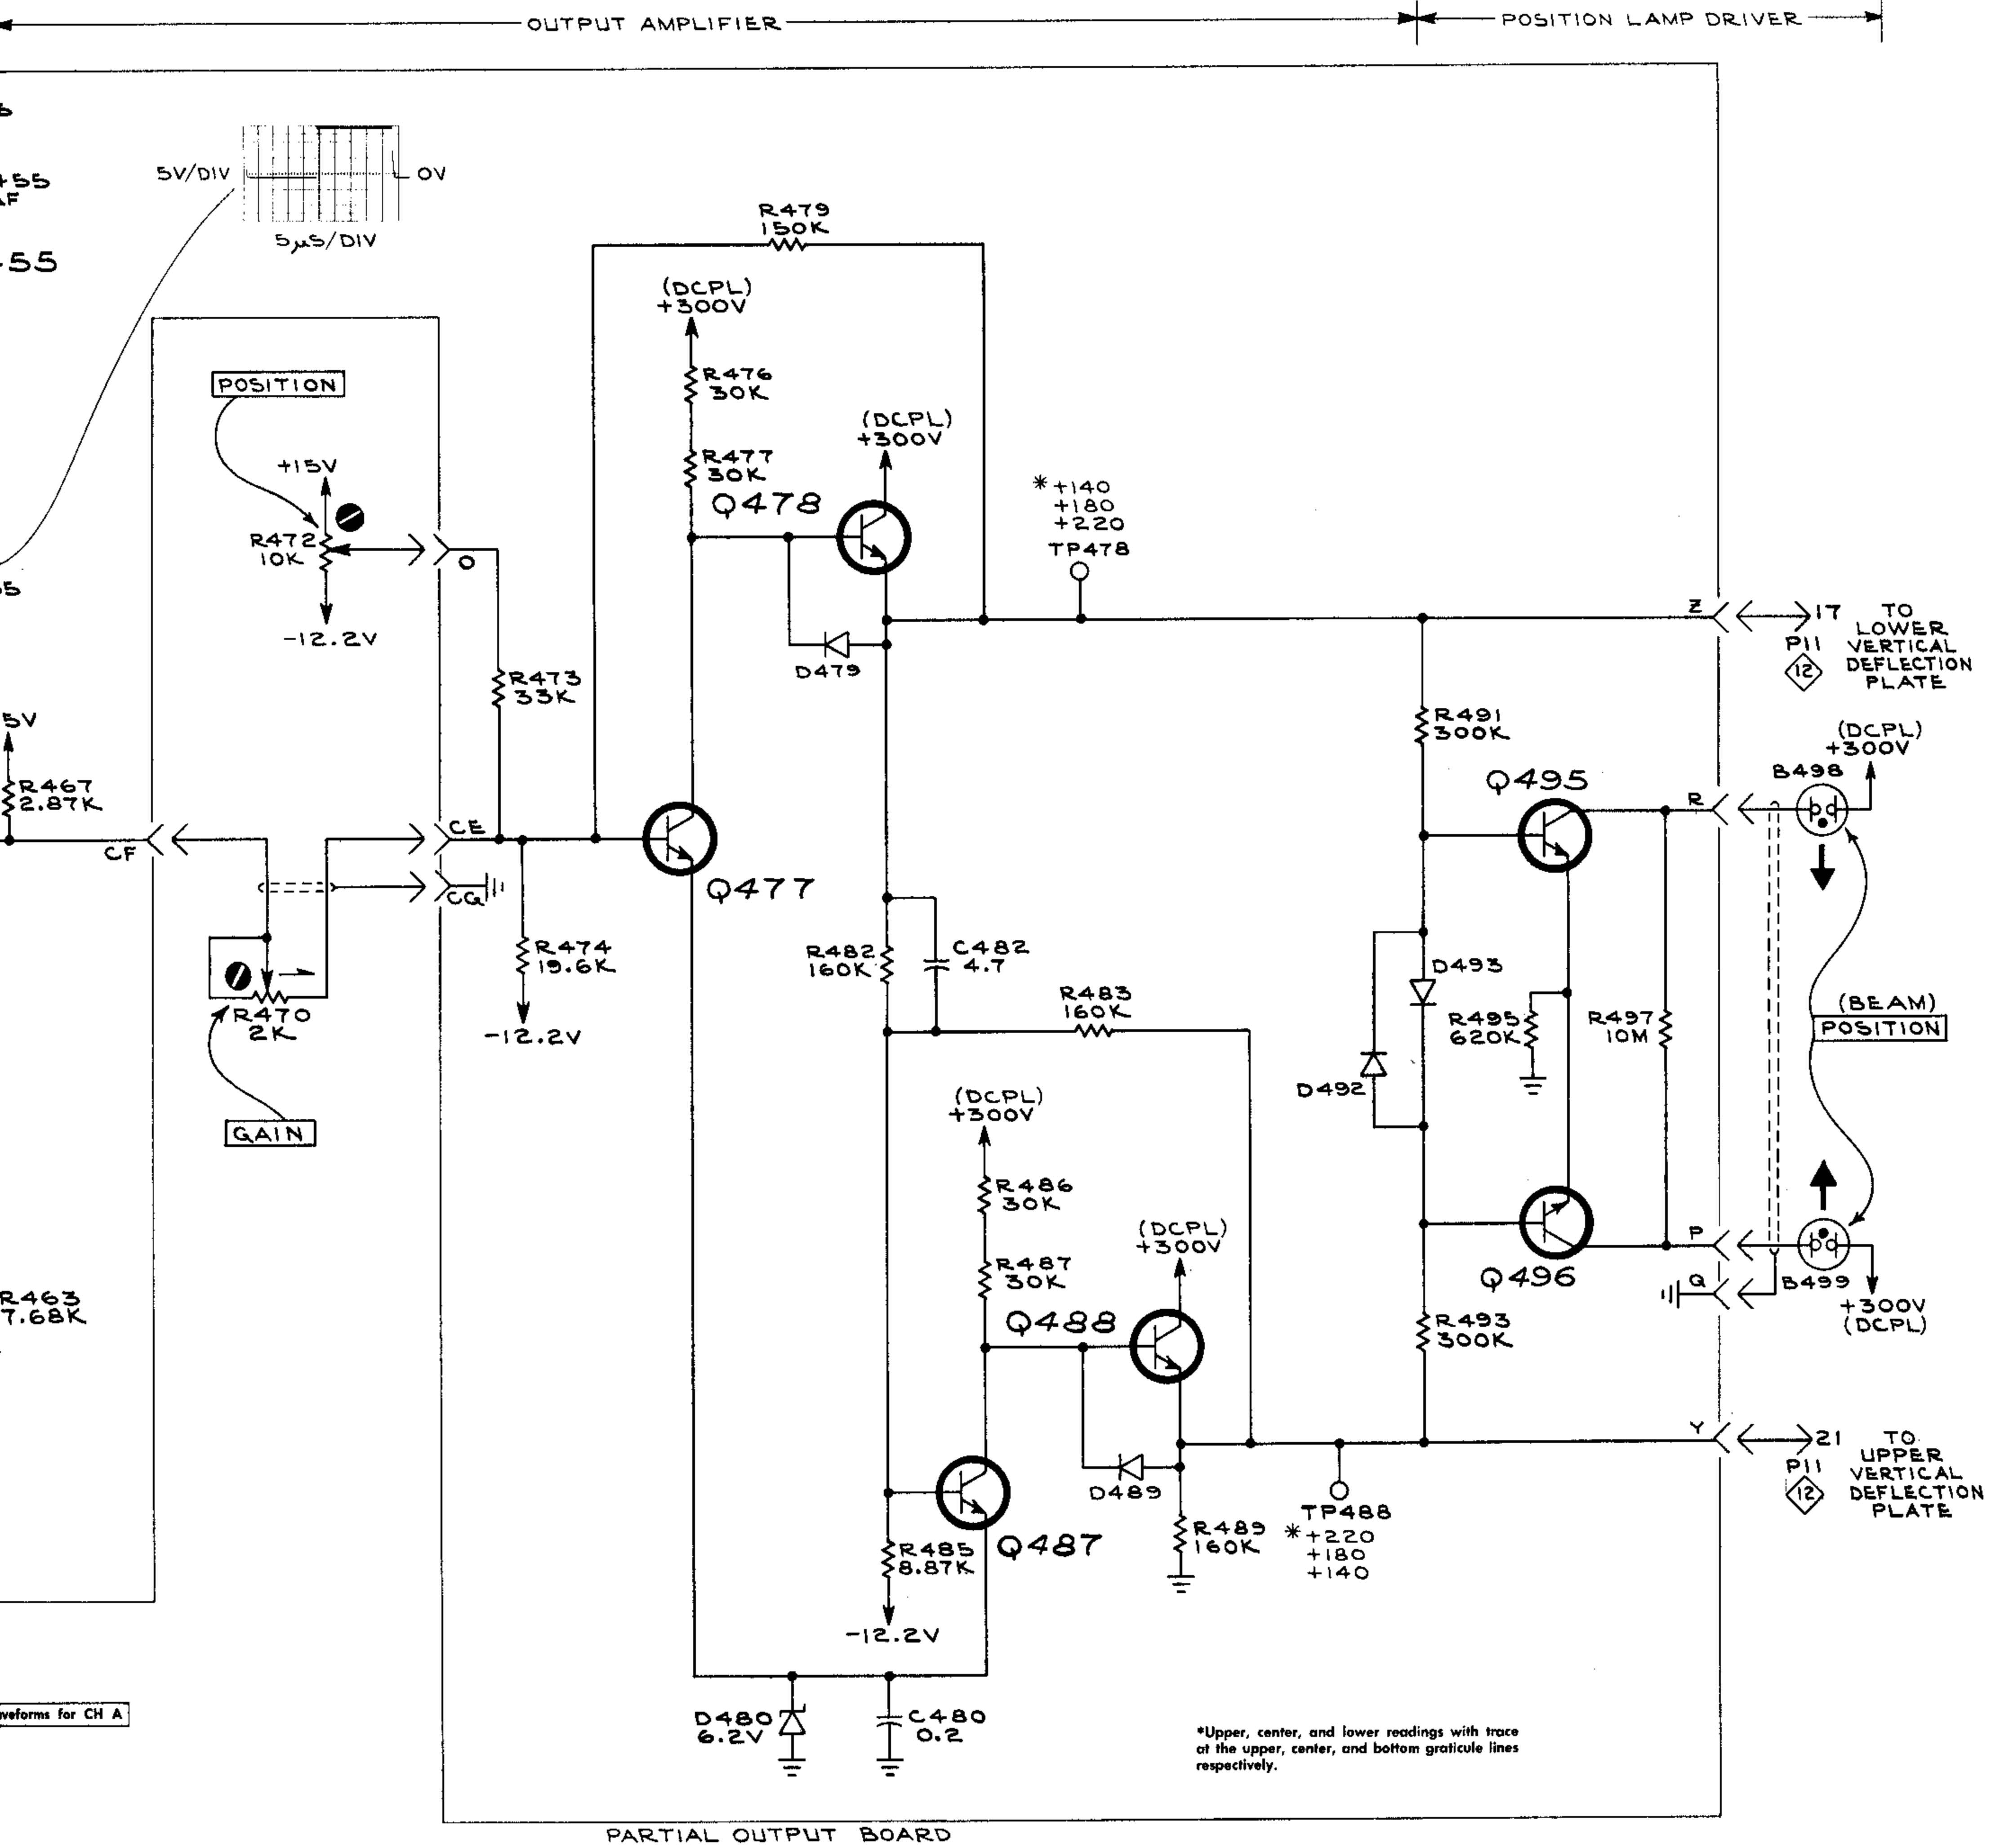 OUTPUT AMPLIFIER
POSITION LAMP DRIVER
5V/DIV
0V
5µS/DIV
+55
-55
R479
150K
(DCPL)
+300V
R476
30K
R477
30K
(DCPL)
+300V
Q478
POSITION
+15V
R472
10K
-12.2V
O
* +140
+180
+220
TP478
D479
R473
33K
Z
17
P11
12
TO
LOWER
VERTICAL
DEFLECTION
PLATE
5V
R467
2.87K
CF
CE
CG
Q477
R474
19.6K
-12.2V
R470
2K
GAIN
R482
160K
C482
4.7
R483
160K
R491
300K
Q495
R
B498
(DCPL)
+300V
D493
D492
R495
620K
R497
10M
(BEAM)
POSITION
(DCPL)
+300V
R486
30K
R487
30K
(DCPL)
+300V
Q488
Q496
P
Q
B499
+300V
(DCPL)
R463
7.68K
R493
300K
Y
21
P11
12
TO
UPPER
VERTICAL
DEFLECTION
PLATE
D489
Q487
R485
8.87K
-12.2V
R489
160K
TP488
* +220
+180
+140
D480
6.2V
C480
0.2
veforms for CH A
*Upper, center, and lower readings with trace
at the upper, center, and bottom graticule lines
respectively.
PARTIAL OUTPUT BOARD